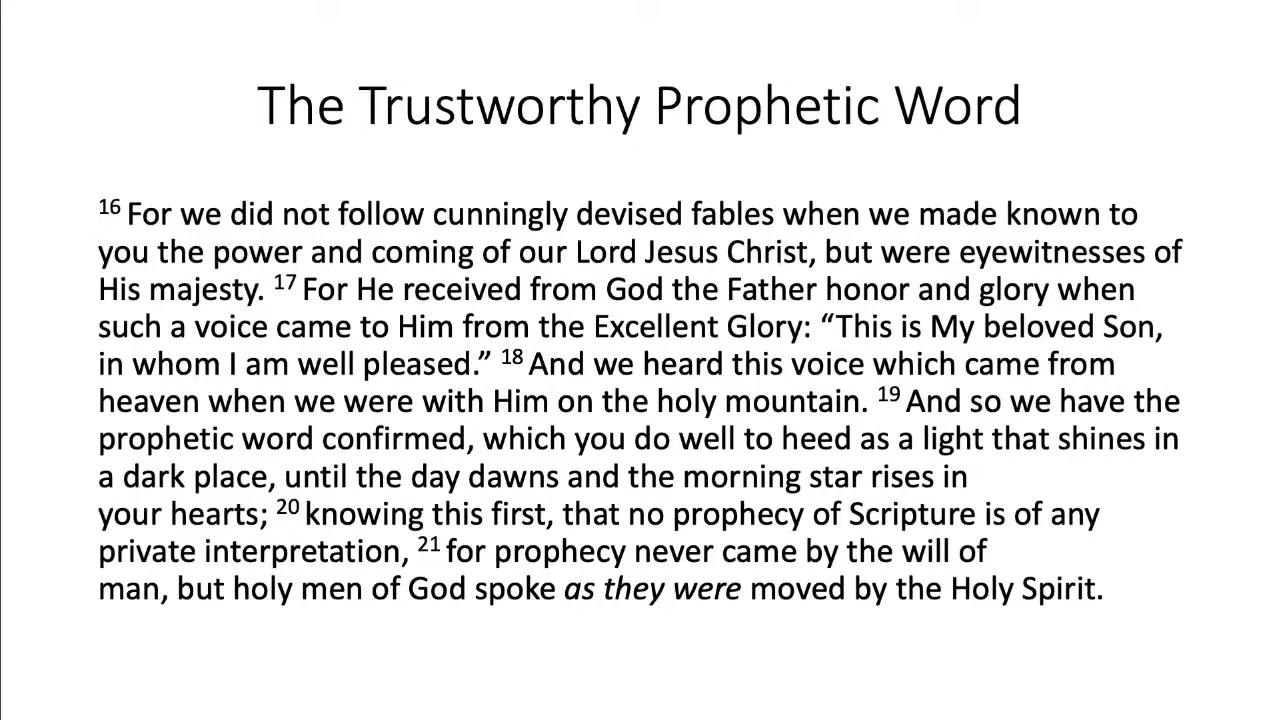 The Trustworthy Prophetic Word
16 For we did not follow cunningly devised fables when we made known to
you the power and coming of our Lord Jesus Christ, but were eyewitnesses of
His majesty. 17 For He received from God the Father honor and glory when
such a voice came to Him from the Excellent Glory: “This is My beloved Son,
in whom I am well pleased.” 18 And we heard this voice which came from
heaven when we were with Him on the holy mountain. 19 And so we have the
prophetic word confirmed, which you do well to heed as a light that shines in
a dark place, until the day dawns and the morning star rises in
your hearts; 20 knowing this first, that no prophecy of Scripture is of any
private interpretation, 21 for prophecy never came by the will of
man, but holy men of God spoke as they were moved by the Holy Spirit.